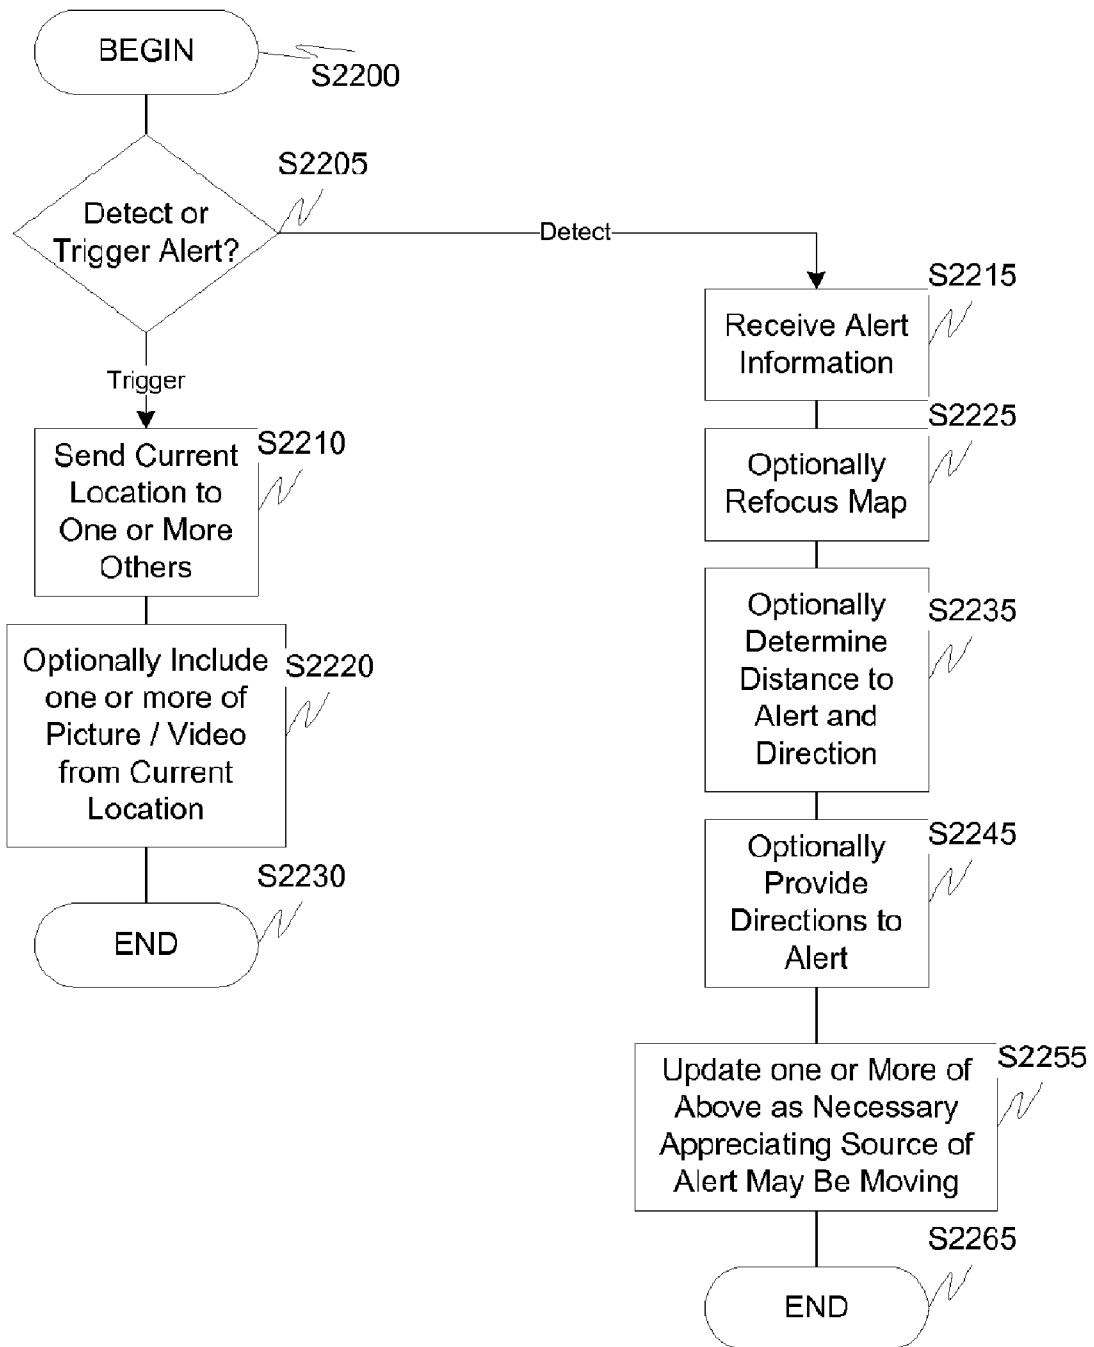 BEGIN
S2200
S2205
Detect or
Trigger Alert?
Detect
Trigger
S2210
Send Current
Location to
One or More
Others
S2220
Optionally Include
one or more of
Picture / Video
from Current
Location
S2230
END
S2215
Receive Alert
Information
S2225
Optionally
Refocus Map
S2235
Optionally
Determine
Distance to
Alert and
Direction
S2245
Optionally
Provide
Directions to
Alert
S2255
Update one or More of
Above as Necessary
Appreciating Source of
Alert May Be Moving
S2265
END